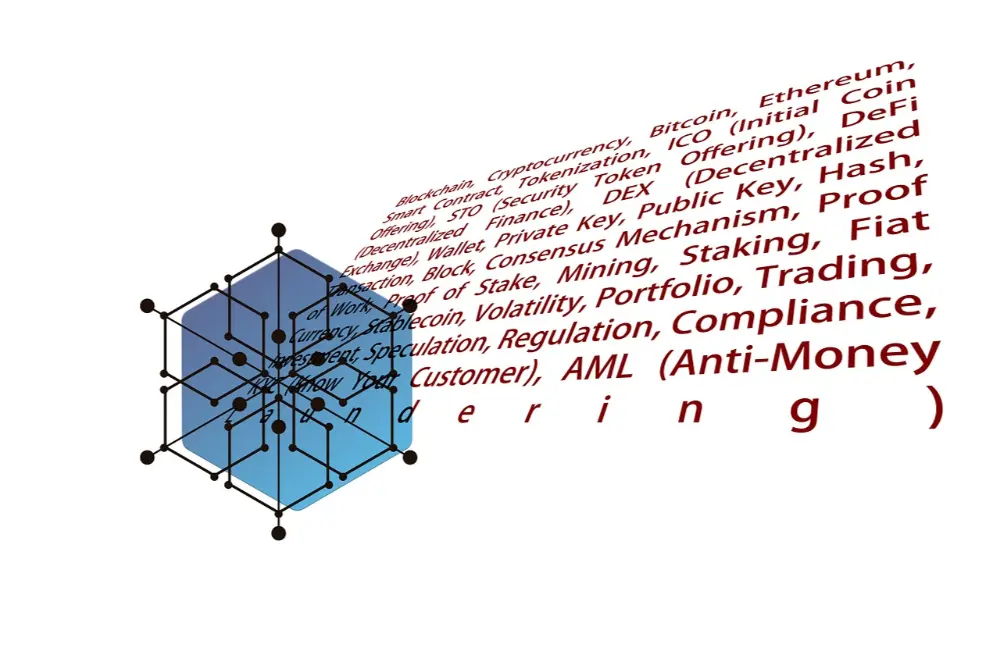 Blockchain, Cryptocurrency, Bitcoin, Ethereum,
Smart Contract, Tokenization, ICO (Initial Coin
Offering), STO (Security Token Offering), DeFi
(Decentralized Finance), DEX (Decentralized
Exchange), Wallet, Private Key, Public Key, Hash,
Transaction, Block, Consensus Mechanism, Proof
of Work, Proof of Stake, Mining, Staking, Fiat
Currency, Stablecoin, Volatility, Portfolio, Trading,
Investment, Speculation, Regulation, Compliance,
KYC (Know Your Customer), AML (Anti-Money
Laundering)